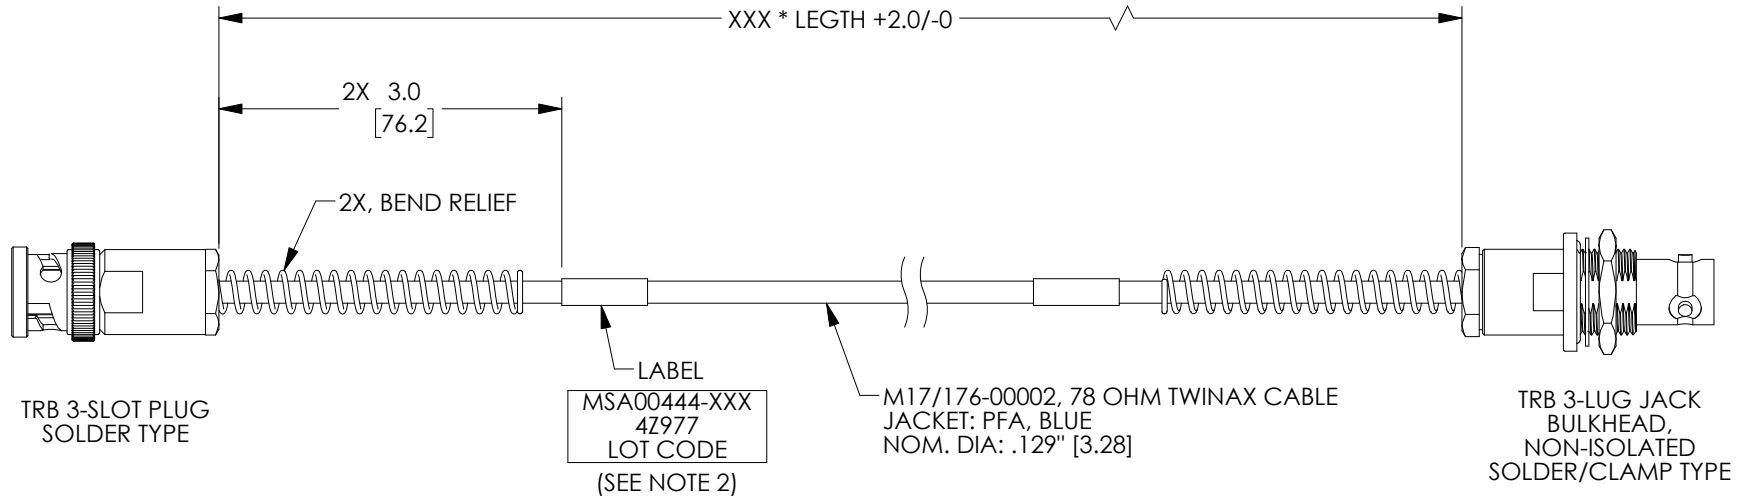 XXX * LEGTH +2.0/-0
2X 3.0
[76.2]
2X, BEND RELIEF
LABEL
MSA00444-XXX
4Z977
LOT CODE
(SEE NOTE 2)
M17/176-00002, 78 OHM TWINAX CABLE
JACKET: PFA, BLUE
NOM. DIA: .129" [3.28]
TRB 3-SLOT PLUG
SOLDER TYPE
TRB 3-LUG JACK
BULKHEAD,
NON-ISOLATED
SOLDER/CLAMP TYPE